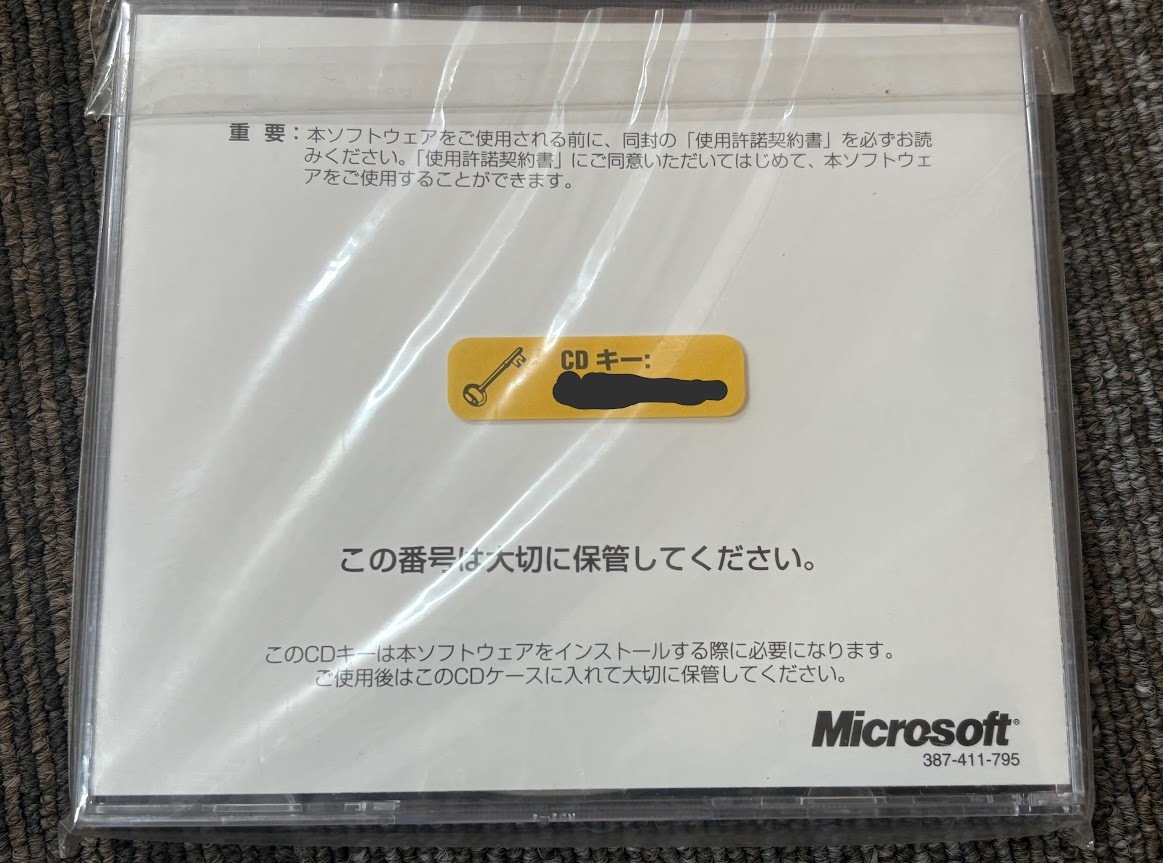 重 要：本ソフトウェアをご使用される前に、同封の「使用許諾契約書」を必ずお読
みください。「使用許諾契約書」にご同意いただいてはじめて、本ソフトウェ
アをご使用することができます。
CD キー:
この番号は大切に保管してください。
このCDキーは本ソフトウェアをインストールする際に必要になります。
ご使用後はこのCDケースに入れて大切に保管してください。
Microsoft®
387-411-795